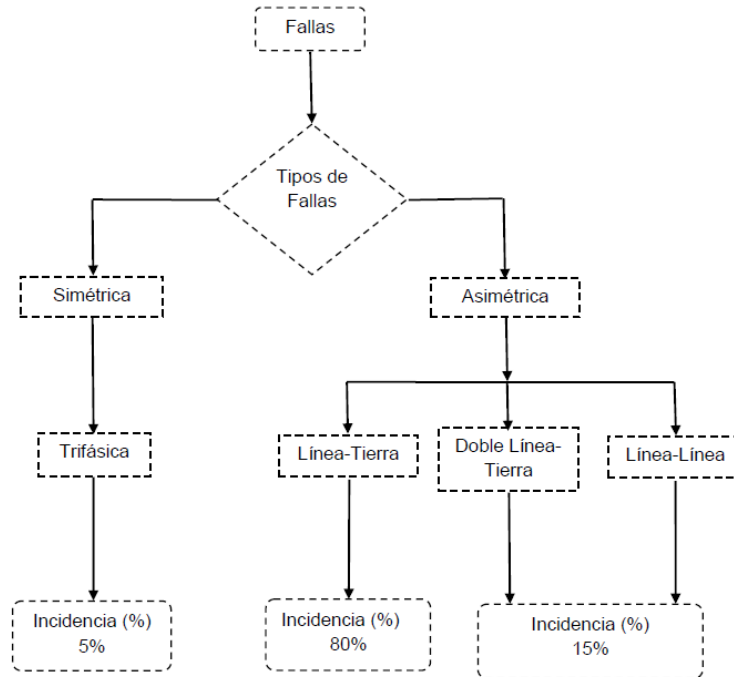 Fallas
Tipos de
Fallas
Simétrica
Asimétrica
Trifásica
Línea-Tierra
Doble Línea-
Tierra
Línea-Línea
Incidencia (%)
5%
Incidencia (%)
80%
Incidencia (%)
15%